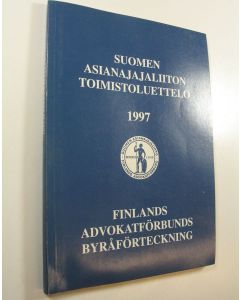 SUOMEN
ASIANAJAJALIITON
TOIMISTOLUETTELO
1997
FINLANDS
ADVOKATFÖRBUNDS
BYRÅFÖRTECKNING